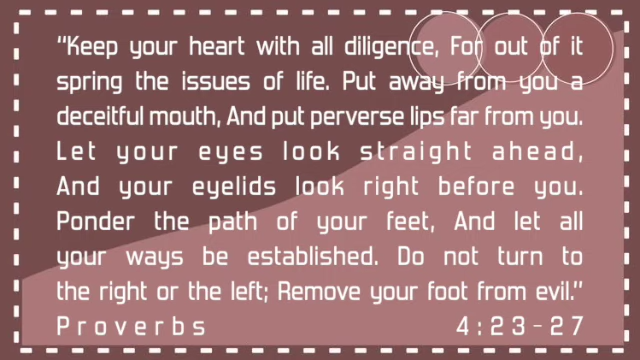 “Keep your heart with all diligence, For out of it
spring the issues of life. Put away from you a
deceitful mouth, And put perverse lips far from you.
Let your eyes look straight ahead,
And your eyelids look right before you.
Ponder the path of your feet, And let all
your ways be established. Do not turn to
the right or the left; Remove your foot from evil.”
Proverbs 4:23-27